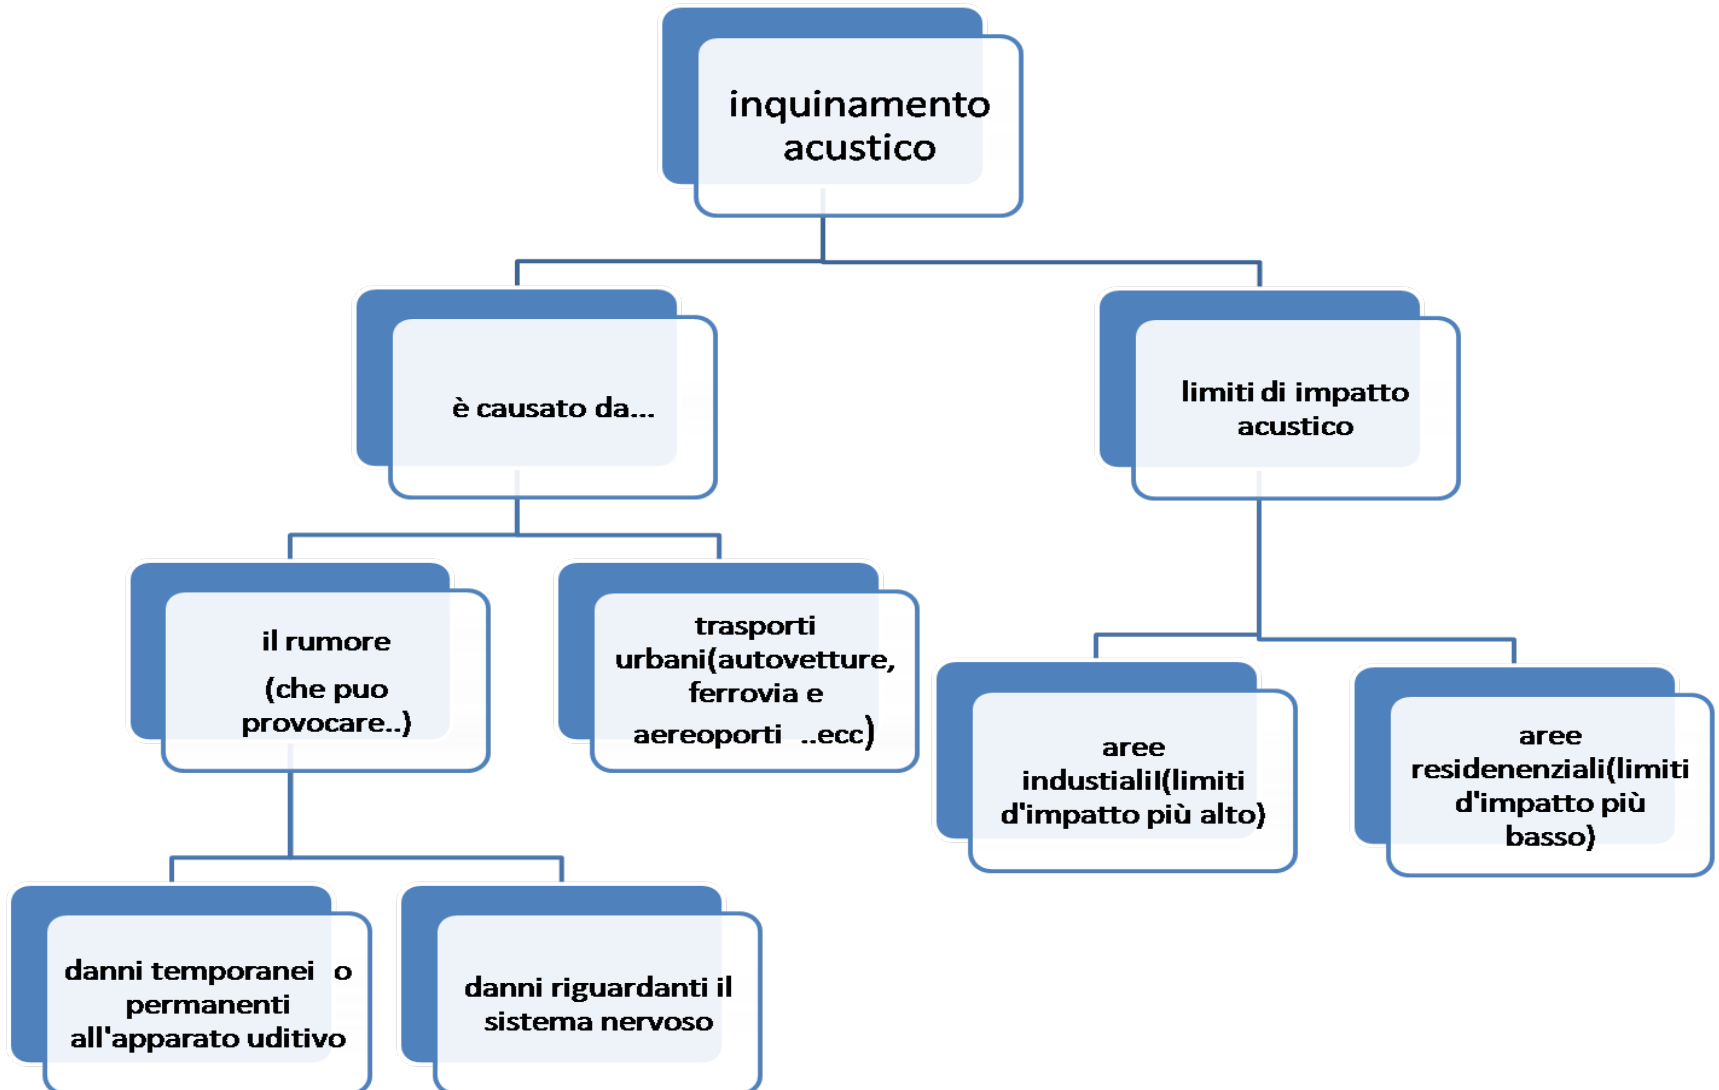 inquinamento
acustico
è causato da...
limiti di impatto
acustico
il rumore
(che puo
provocare..)
trasporti
urbani(autovetture,
ferrovia e
aereoporti ..ecc)
aree
industialiI(limiti
d'impatto più alto)
aree
residenenziali(limiti
d'impatto più
basso)
danni temporanei o
permanenti
all'apparato uditivo
danni riguardanti il
sistema nervoso